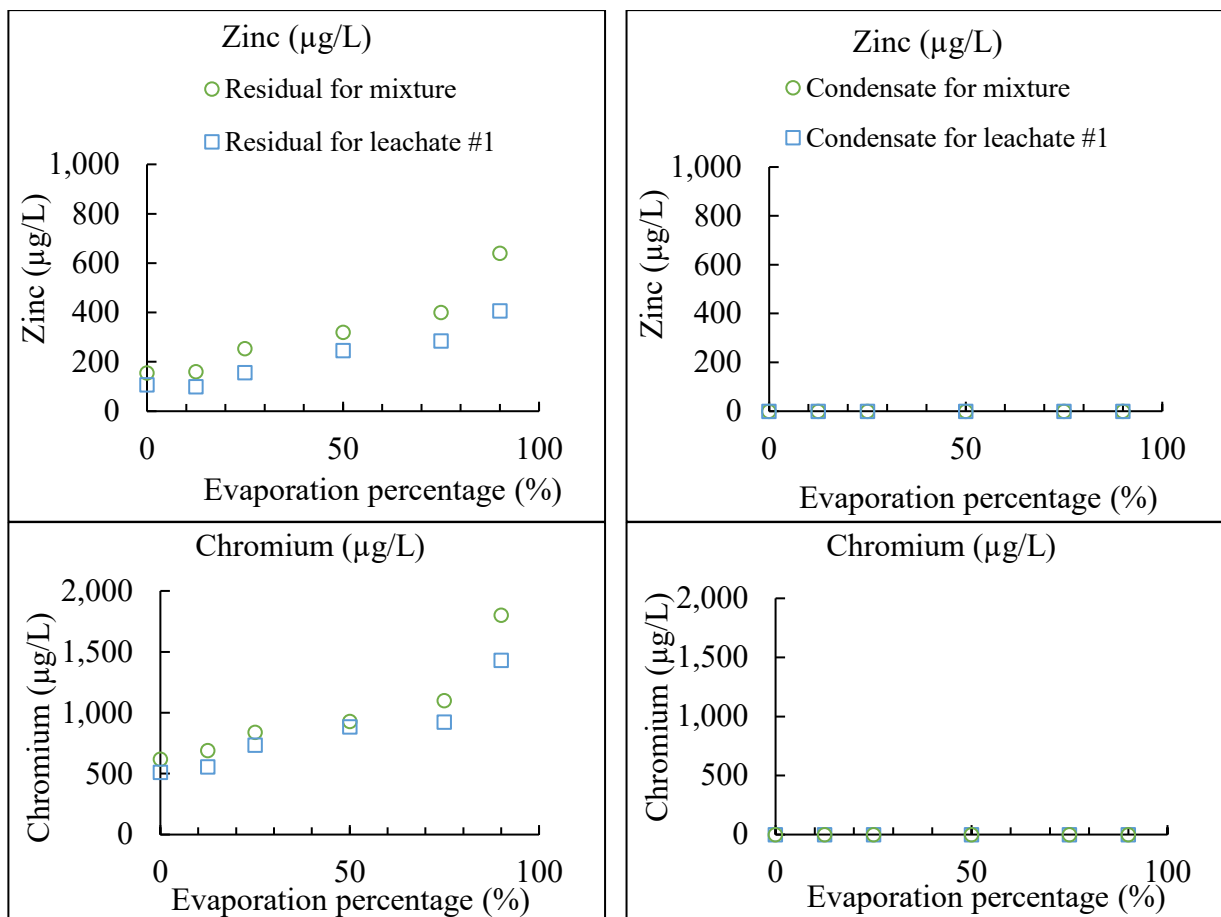 Zinc (µg/L)
Residual for mixture
Residual for leachate #1
1,000
800
600
400
200
0
Zinc (µg/L)
0 50 100
Evaporation percentage (%)
Zinc (µg/L)
Condensate for mixture
Condensate for leachate #1
1,000
800
600
400
200
0
Zinc (µg/L)
0 50 100
Evaporation percentage (%)
Chromium (µg/L)
2,000
1,500
1,000
500
0
Chromium (µg/L)
0 50 100
Evaporation percentage (%)
Chromium (µg/L)
2,000
1,500
1,000
500
0
Chromium (µg/L)
0 50 100
Evaporation percentage (%)